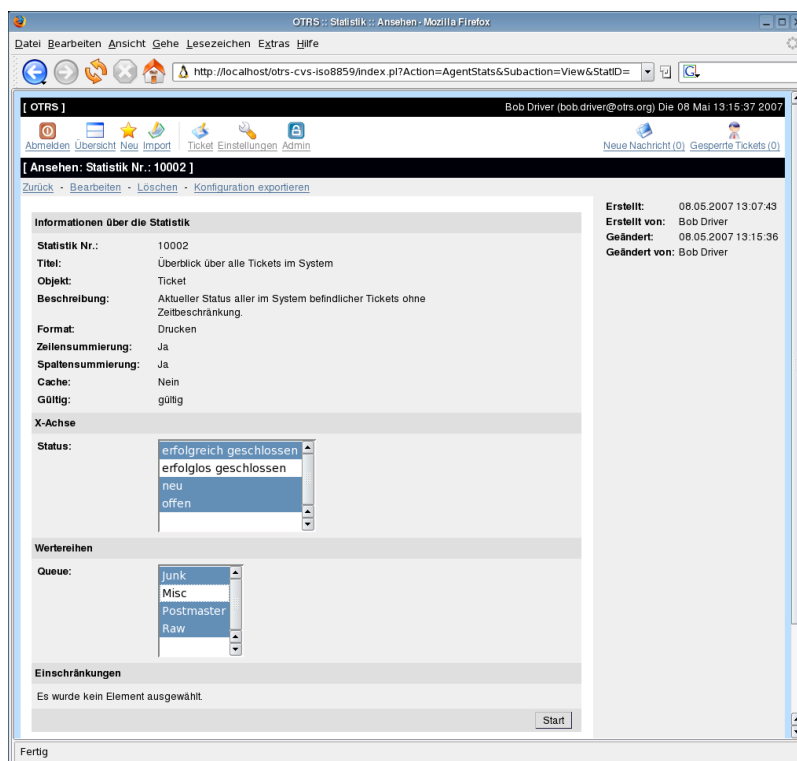 OTRS :: Statistik :: Ansehen - Mozilla Firefox
Datei Bearbeiten Ansicht Gehe Lesezeichen Extras Hilfe
http://localhost/otrs-cvs-iso8859/index.pl?Action=AgentStats&Subaction=View&StatID=
G
[ OTRS ] Bob Driver (bob.driver@otrs.org) Die 08 Mai 13:15:37 2007
Abmelden Übersicht Neu Import Ticket Einstellungen Admin Neue Nachricht (0) Gesperrte Tickets (0)
[ Ansehen: Statistik Nr.: 10002 ]
Zurück - Bearbeiten - Löschen - Konfiguration exportieren
Informationen über die Statistik
Statistik Nr.: 10002
Titel: Überblick über alle Tickets im System
Objekt: Ticket
Beschreibung: Aktueller Status aller im System befindlicher Tickets ohne
Zeitbeschränkung.
Format: Drucken
Zeilensummierung: Ja
Spaltensummierung: Ja
Cache: Nein
Gültig: gültig
X-Achse
Status: erfolgreich geschlossen
erfolglos geschlossen
neu
offen
Wertereihen
Queue: Junk
Misc
Postmaster
Raw
Einschränkungen
Es wurde kein Element ausgewählt.
Start
Erstellt: 08.05.2007 13:07:43
Erstellt von: Bob Driver
Geändert: 08.05.2007 13:15:36
Geändert von: Bob Driver
Fertig